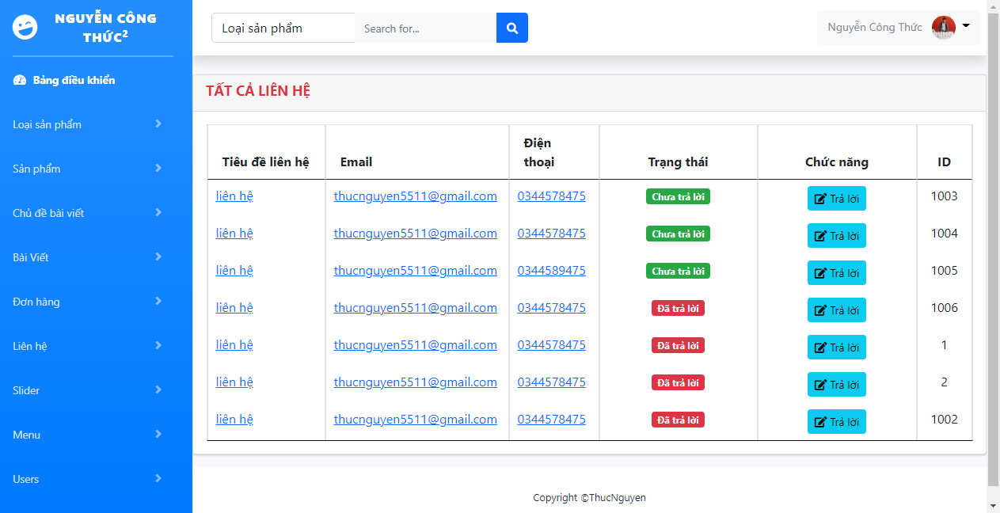 NGUYỄN CÔNG
THỨC²
Bảng điều khiển
Loại sản phẩm
Sản phẩm
Chủ đề bài viết
Bài Viết
Đơn hàng
Liên hệ
Slider
Menu
Users
Loại sản phẩm Search for... Nguyễn Công Thức
TẤT CẢ LIÊN HỆ
Tiêu đề liên hệ Email Điện thoại Trạng thái Chức năng ID
liên hệ thucnguyen5511@gmail.com 0344578475 Chưa trả lời Trả lời 1003
liên hệ thucnguyen5511@gmail.com 0344578475 Chưa trả lời Trả lời 1004
liên hệ thucnguyen5511@gmail.com 0344589475 Chưa trả lời Trả lời 1005
liên hệ thucnguyen5511@gmail.com 0344578475 Đã trả lời Trả lời 1006
liên hệ thucnguyen5511@gmail.com 0344578475 Đã trả lời Trả lời 1
liên hệ thucnguyen5511@gmail.com 0344578475 Đã trả lời Trả lời 2
liên hệ thucnguyen5511@gmail.com 0344578475 Đã trả lời Trả lời 1002
Copyright ©ThucNguyen